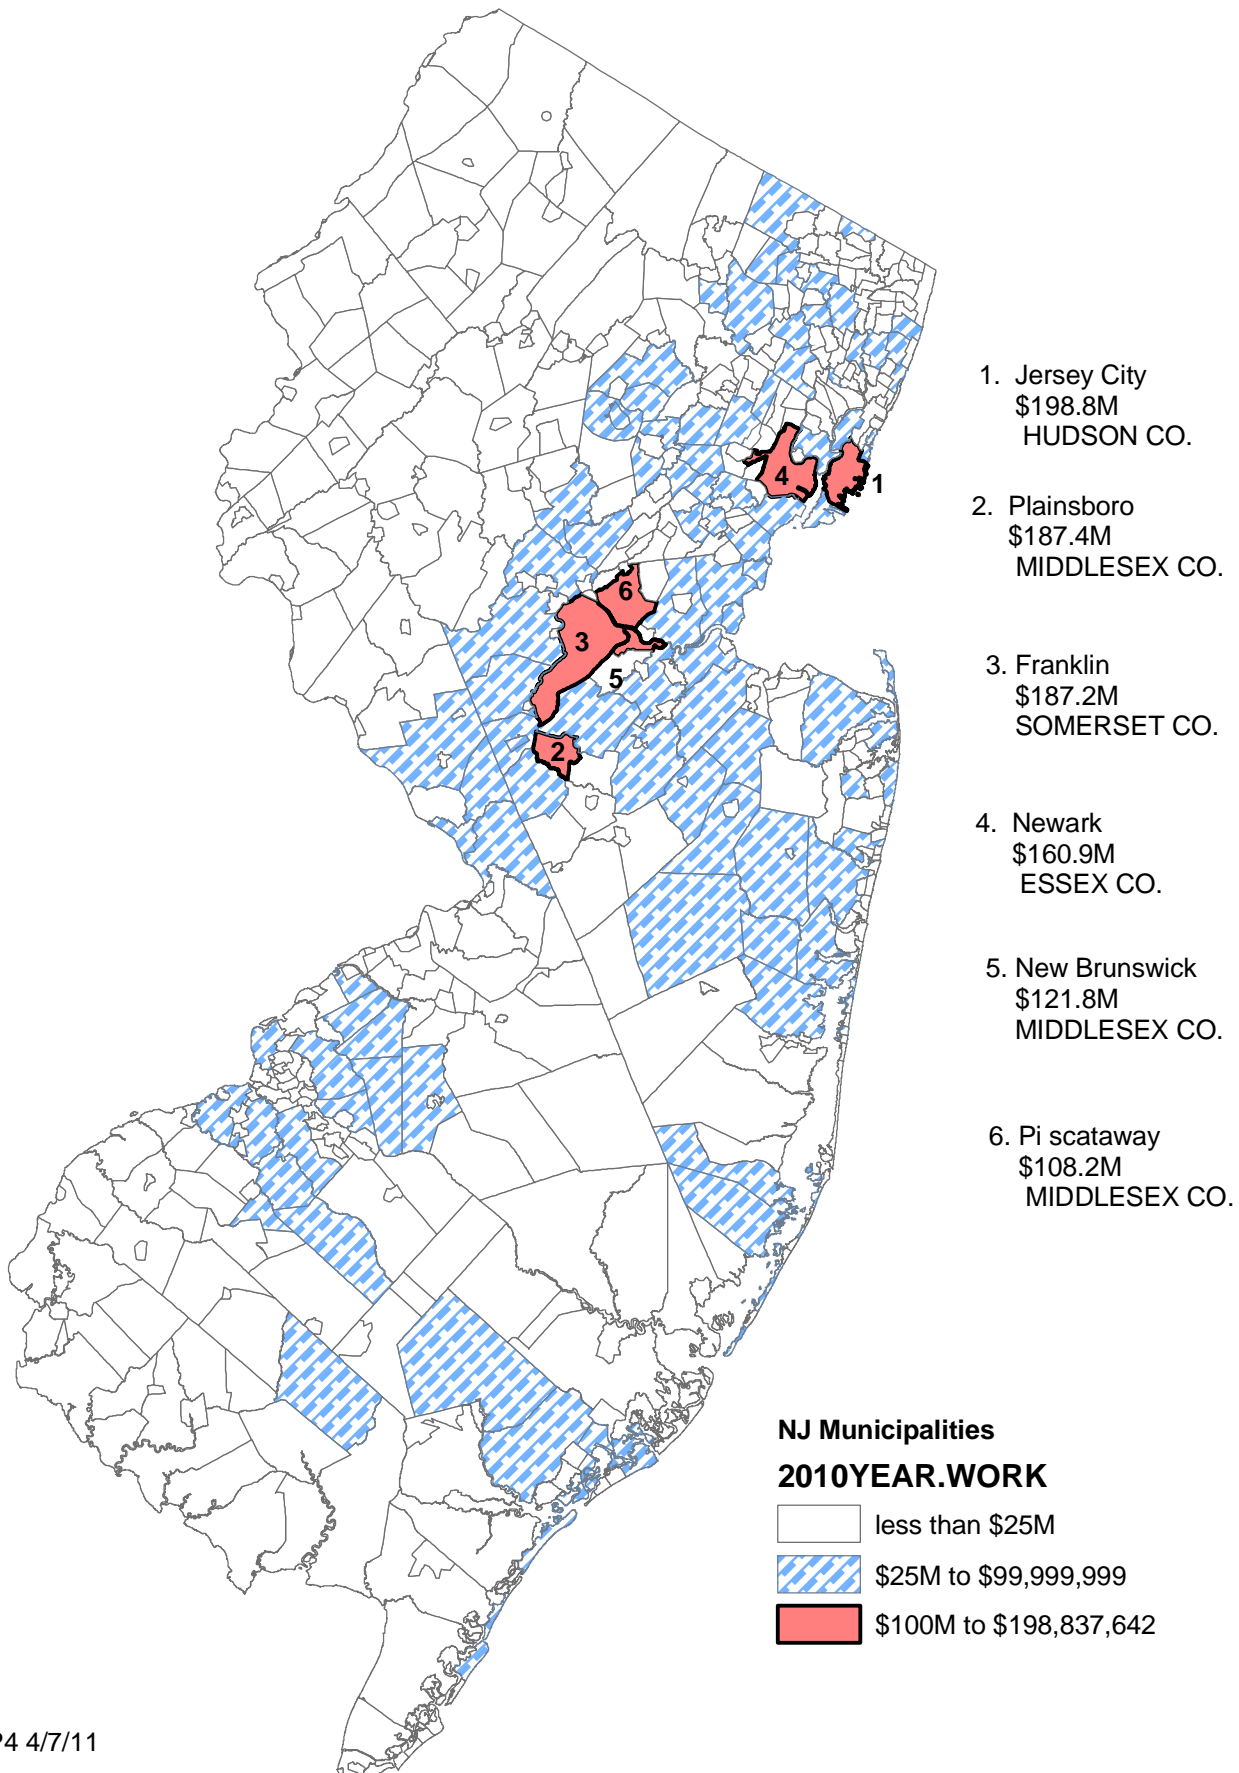 1. Jersey City
$198.8M
HUDSON CO.
2. Plainsboro
$187.4M
MIDDLESEX CO.
3. Franklin
$187.2M
SOMERSET CO.
4. Newark
$160.9M
ESSEX CO.
5. New Brunswick
$121.8M
MIDDLESEX CO.
6. Pi scataway
$108.2M
MIDDLESEX CO.
4
1
6
3
5
2
NJ Municipalities
2010YEAR.WORK
less than $25M
$25M to $99,999,999
$100M to $198,837,642
4/7/11